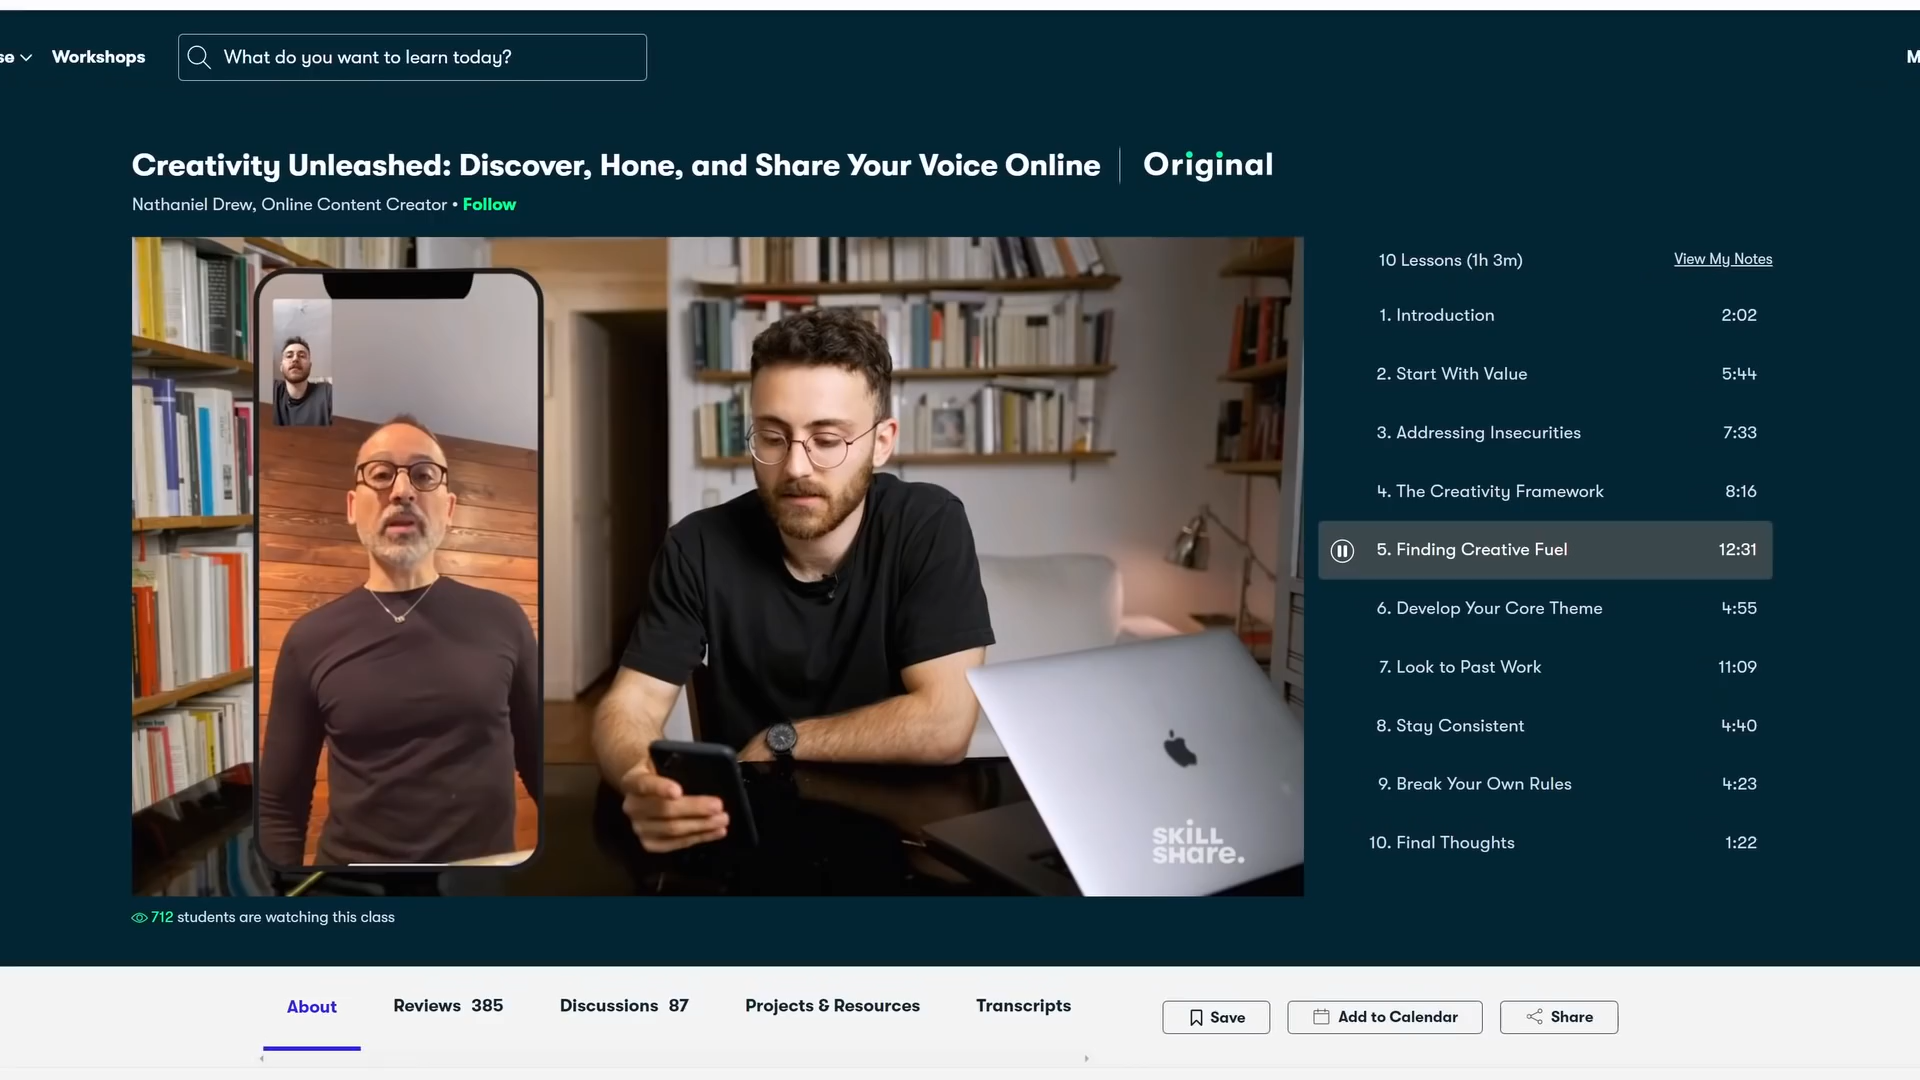 se
Workshops
What do you want to learn today?
M
Creativity Unleashed: Discover, Hone, and Share Your Voice Online
Original
Nathaniel Drew, Online Content Creator • Follow
10 Lessons (1h 3m)
View My Notes
1. Introduction 2:02
2. Start With Value 5:44
3. Addressing Insecurities 7:33
4. The Creativity Framework 8:16
5. Finding Creative Fuel 12:31
6. Develop Your Core Theme 4:55
7. Look to Past Work 11:09
8. Stay Consistent 4:40
9. Break Your Own Rules 4:23
10. Final Thoughts 1:22
SKiLL
SHare.
712 students are watching this class
About
Reviews 385
Discussions 87
Projects & Resources
Transcripts
Save
Add to Calendar
Share